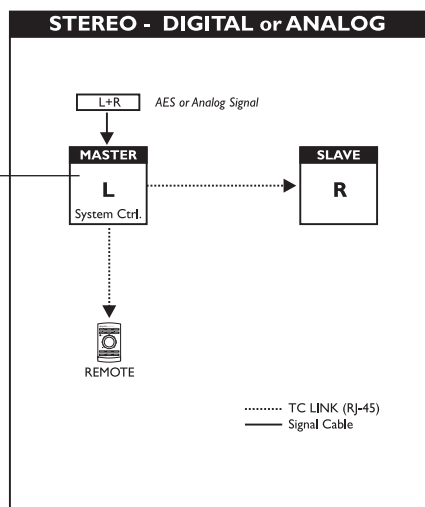 STEREO - DIGITAL or ANALOG
L+R
AES or Analog Signal
MASTER
L
System Ctrl.
SLAVE
R
REMOTE
TC LINK (RJ-45)
Signal Cable